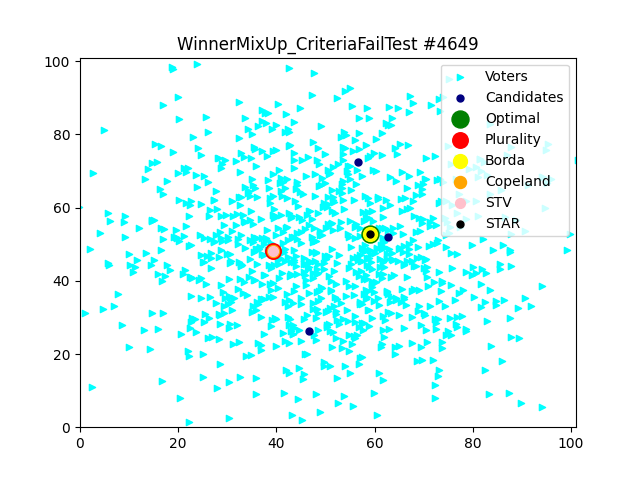 WinnerMixUp_CriteriaFailTest #4649
100
80
60
40
20
0
0 20 40 60 80 100
Voters
Candidates
Optimal
Plurality
Borda
Copeland
STV
STAR